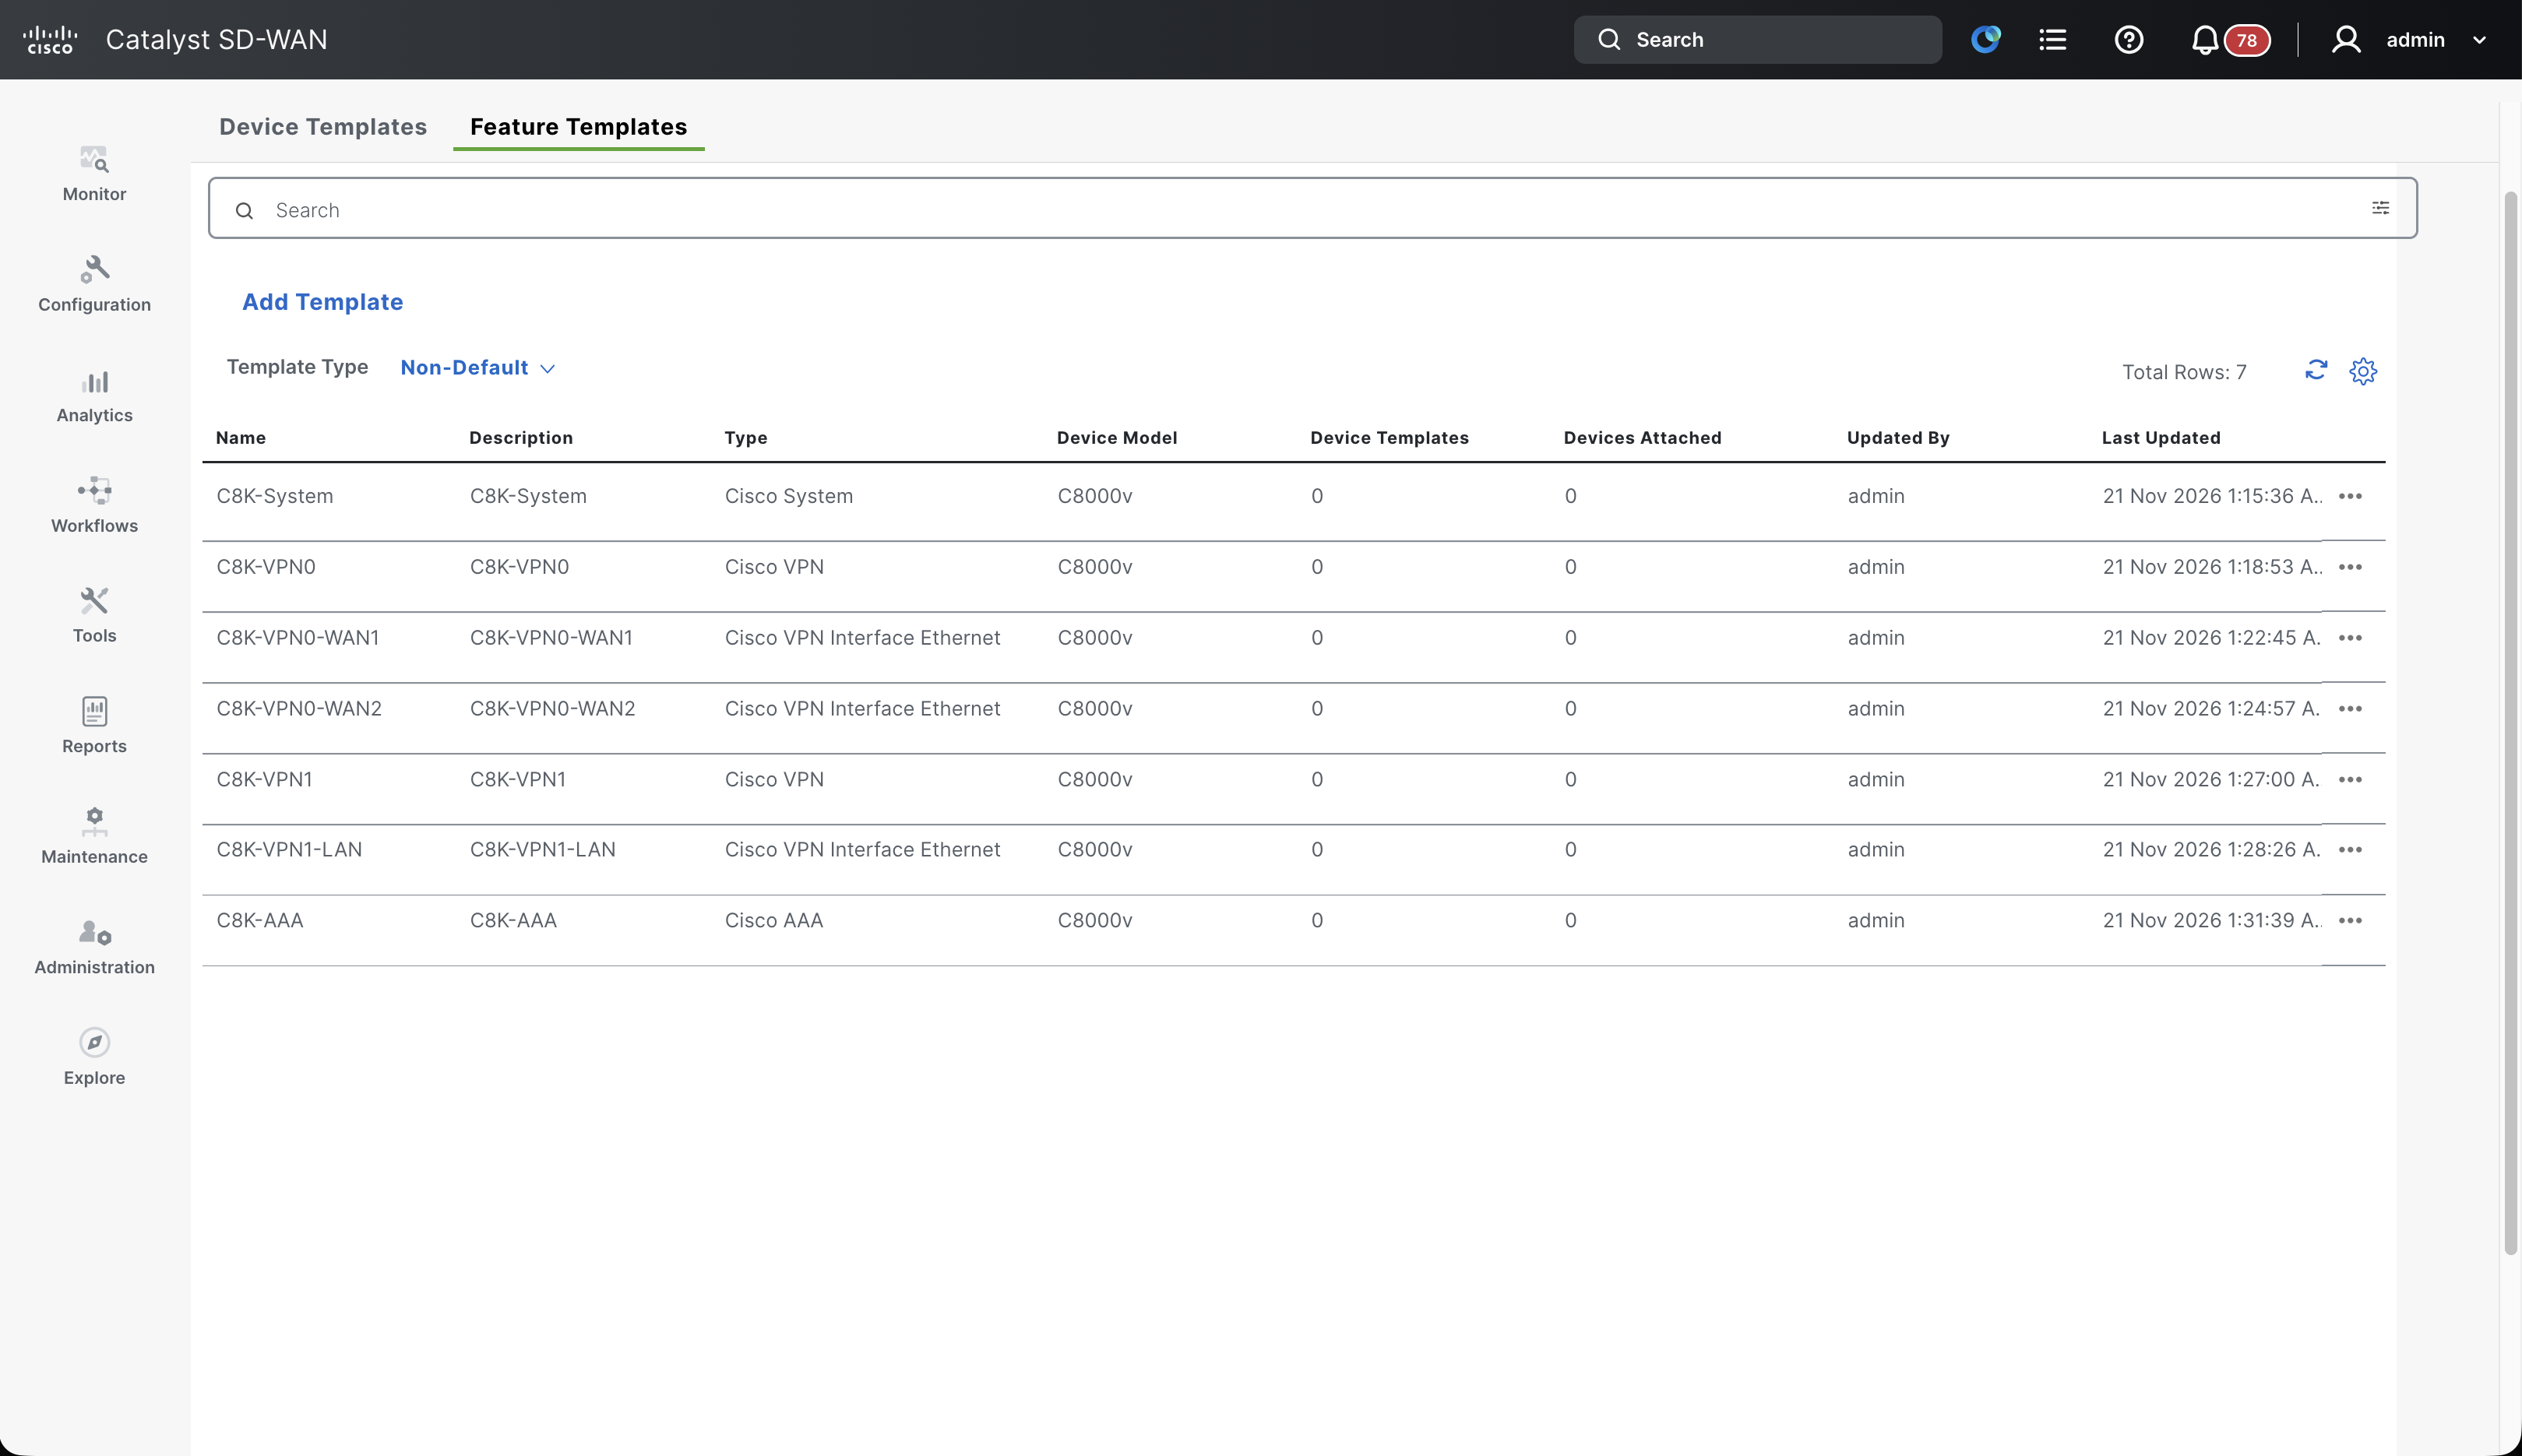 cisco Catalyst SD-WAN Search 78 admin
Device Templates Feature Templates
Monitor
Configuration
Analytics
Workflows
Tools
Reports
Maintenance
Administration
Explore
Search
Add Template
Template Type Non-Default Total Rows: 7
Name Description Type Device Model Device Templates Devices Attached Updated By Last Updated
C8K-System C8K-System Cisco System C8000v 0 0 admin 21 Nov 2026 1:15:36 A..
C8K-VPN0 C8K-VPN0 Cisco VPN C8000v 0 0 admin 21 Nov 2026 1:18:53 A..
C8K-VPN0-WAN1 C8K-VPN0-WAN1 Cisco VPN Interface Ethernet C8000v 0 0 admin 21 Nov 2026 1:22:45 A.
C8K-VPN0-WAN2 C8K-VPN0-WAN2 Cisco VPN Interface Ethernet C8000v 0 0 admin 21 Nov 2026 1:24:57 A.
C8K-VPN1 C8K-VPN1 Cisco VPN C8000v 0 0 admin 21 Nov 2026 1:27:00 A.
C8K-VPN1-LAN C8K-VPN1-LAN Cisco VPN Interface Ethernet C8000v 0 0 admin 21 Nov 2026 1:28:26 A.
C8K-AAA C8K-AAA Cisco AAA C8000v 0 0 admin 21 Nov 2026 1:31:39 A..